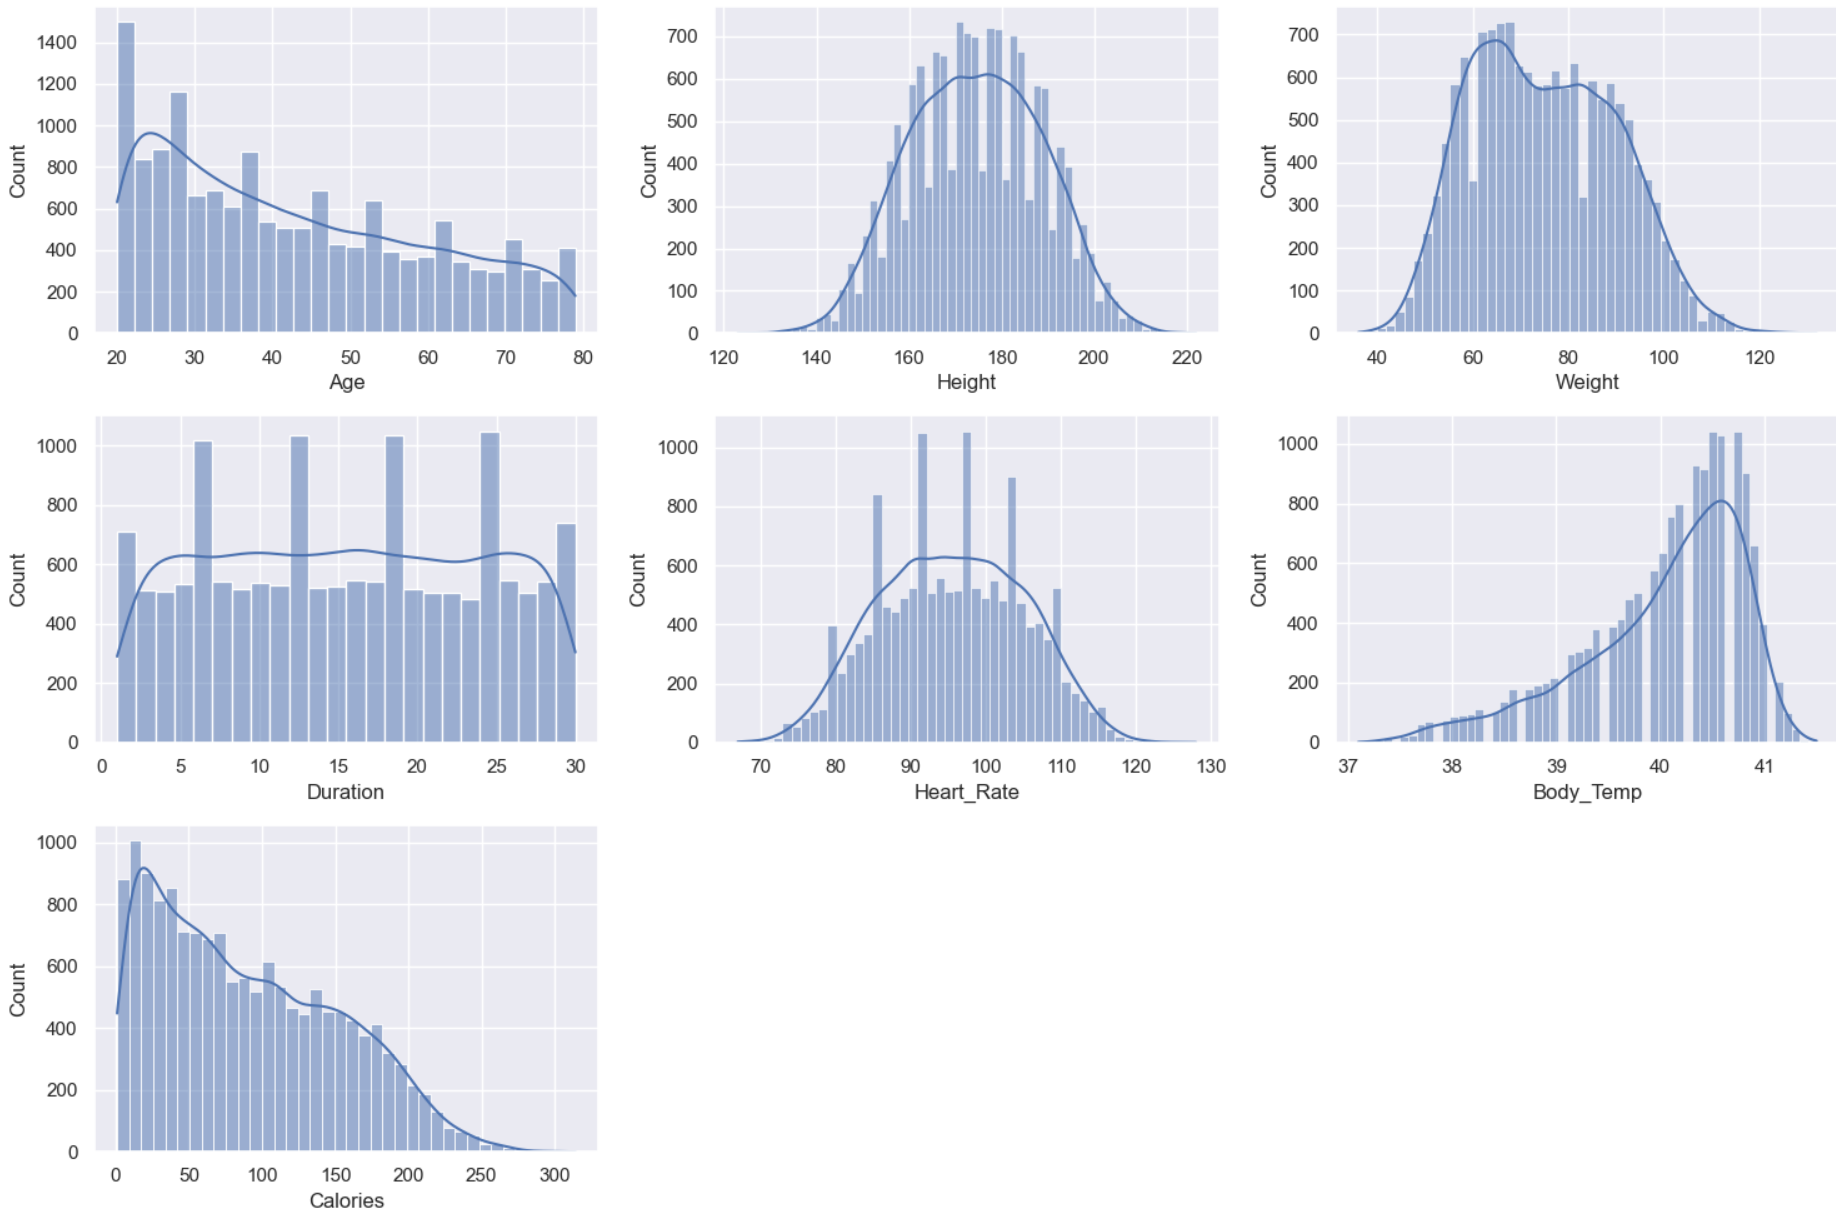 1400
1200
1000
800
600
400
200
0
Count
20 30 40 50 60 70 80
Age
700
600
500
400
300
200
100
0
Count
120 140 160 180 200 220
Height
700
600
500
400
300
200
100
0
Count
40 60 80 100 120
Weight
1000
800
600
400
200
0
Count
0 5 10 15 20 25 30
Duration
1000
800
600
400
200
0
Count
70 80 90 100 110 120 130
Heart_Rate
1000
800
600
400
200
0
Count
37 38 39 40 41
Body_Temp
1000
800
600
400
200
0
Count
0 50 100 150 200 250 300
Calories